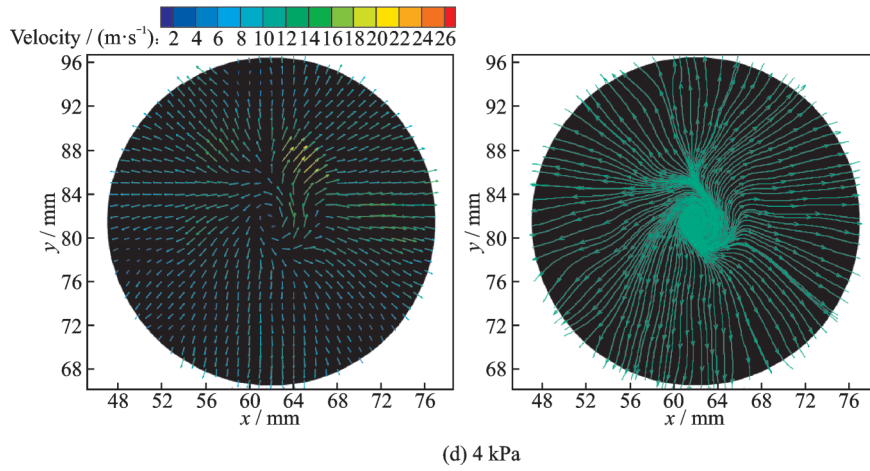 Velocity / (m·s⁻¹): 2 4 6 8 10 12 14 16 18 20 22 24 26
96 96
92 92
88 88
84 84
y / mm y / mm
80 80
76 76
72 72
68 68
48 52 56 60 64 68 72 76 48 52 56 60 64 68 72 76
x / mm x / mm
(d) 4 kPa